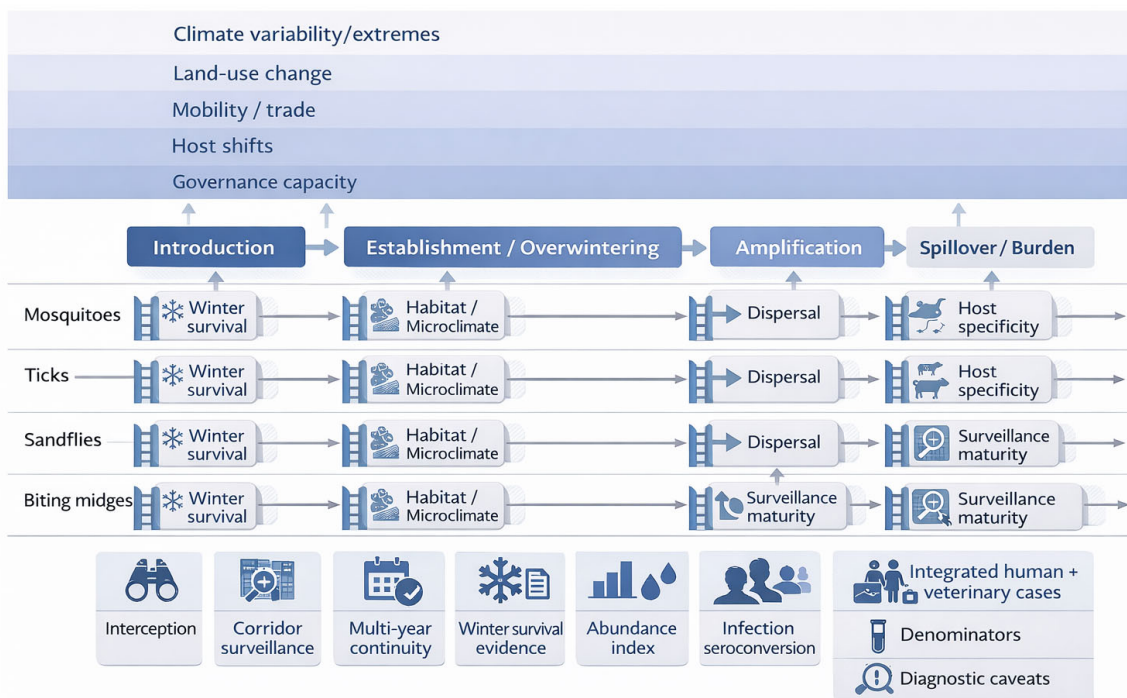 Climate variability/extremes
Land-use change
Mobility / trade
Host shifts
Governance capacity
Introduction
Establishment / Overwintering
Amplification
Spillover / Burden
Mosquitoes
Winter
survival
Habitat /
Microclimate
Dispersal
Host
specificity
Ticks
Winter
survival
Habitat /
Microclimate
Dispersal
Host
specificity
Sandflies
Winter
survival
Habitat /
Microclimate
Dispersal
Surveillance
maturity
Biting midges
Winter
survival
Habitat /
Microclimate
Surveillance
maturity
Surveillance
maturity
Interception
Corridor
surveillance
Multi-year
continuity
Winter survival
evidence
Abundance
index
Infection
seroconversion
Integrated human +
veterinary cases
Denominators
Diagnostic caveats